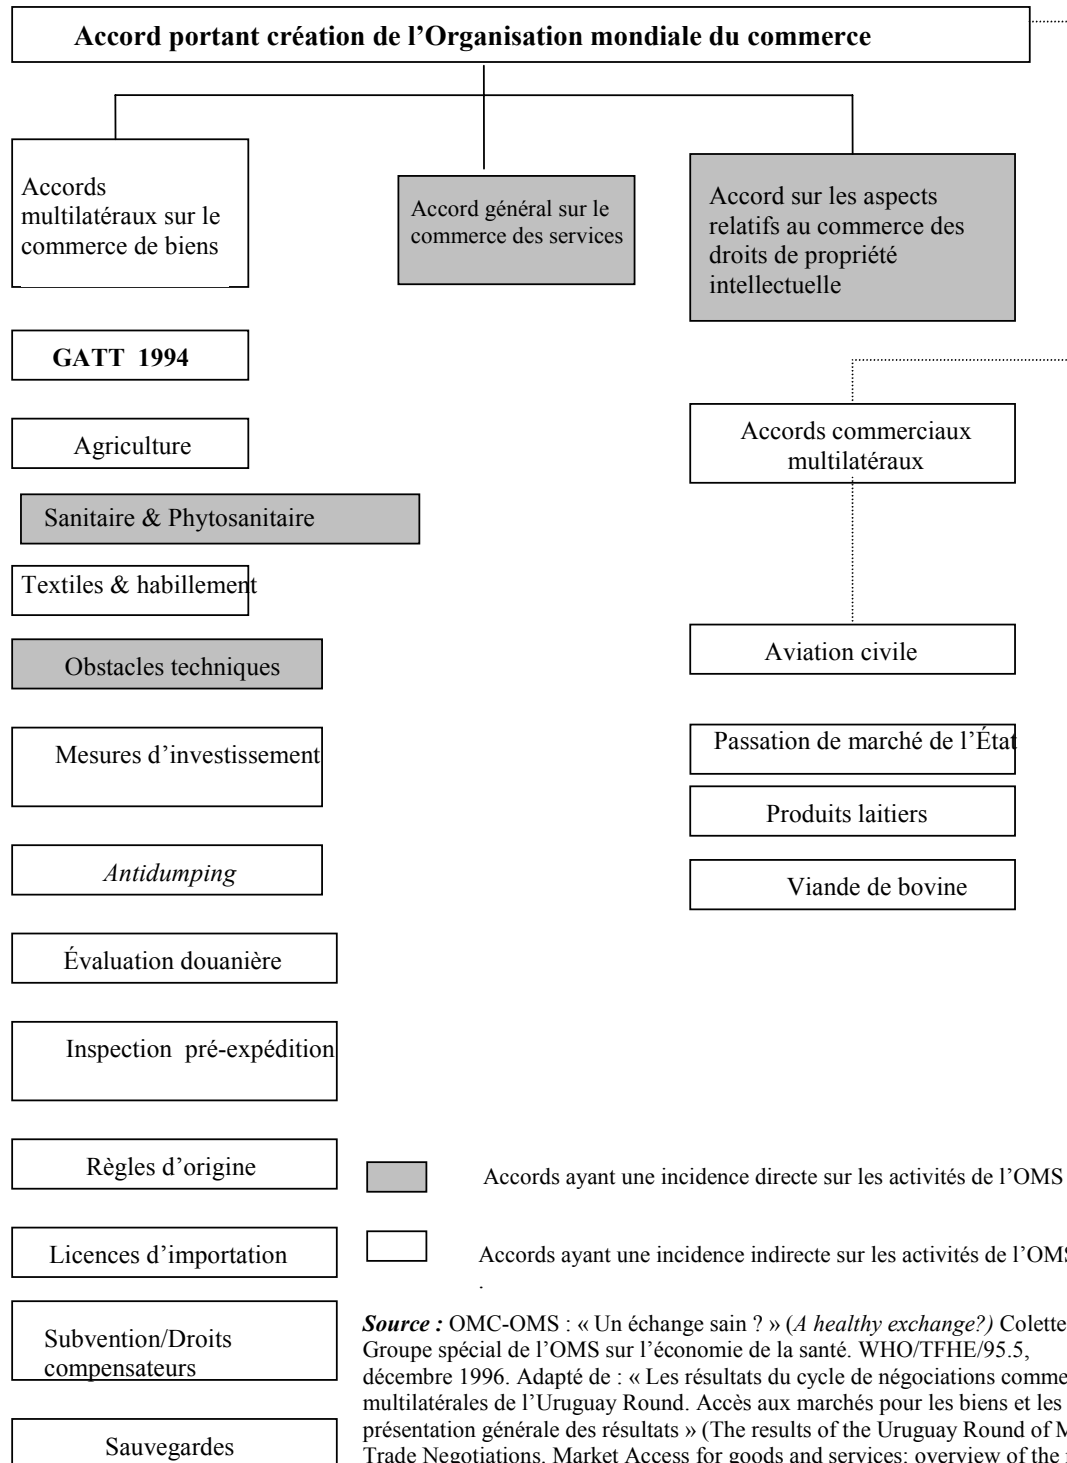 Accord portant création de l’Organisation mondiale du commerce
Accords
multilatéraux sur le
commerce de biens
Accord général sur le
commerce des services
Accord sur les aspects
relatifs au commerce des
droits de propriété
intellectuelle
GATT 1994
Agriculture
Sanitaire & Phytosanitaire
Textiles & habillement
Obstacles techniques
Mesures d’investissement
Antidumping
Évaluation douanière
Inspection pré-expédition
Règles d’origine
Licences d’importation
Subvention/Droits
compensateurs
Sauvegardes
Accords commerciaux
multilatéraux
Aviation civile
Passation de marché de l’État
Produits laitiers
Viande de bovine
Accords ayant une incidence directe sur les activités de l’OMS
Accords ayant une incidence indirecte sur les activités de l’OMS
.
Source : OMC-OMS : « Un échange sain ? » (A healthy exchange?) Colette
Groupe spécial de l’OMS sur l’économie de la santé. WHO/TFHE/95.5,
décembre 1996. Adapté de : « Les résultats du cycle de négociations comme
multilatérales de l’Uruguay Round. Accès aux marchés pour les biens et les
présentation générale des résultats » (The results of the Uruguay Round of M
Trade Negotiations. Market Access for goods and services: overview of the